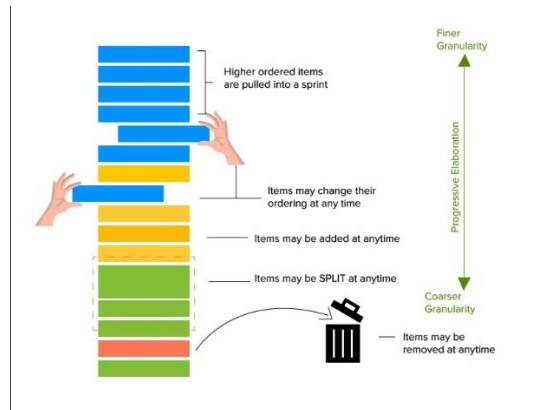 Finer
Granularity
Higher ordered items
are pulled into a sprint
Progressive Elaboration
Items may change their
ordering at any time
Items may be added at anytime
Items may be SPLIT at anytime
Coarser
Granularity
Items may be
removed at anytime